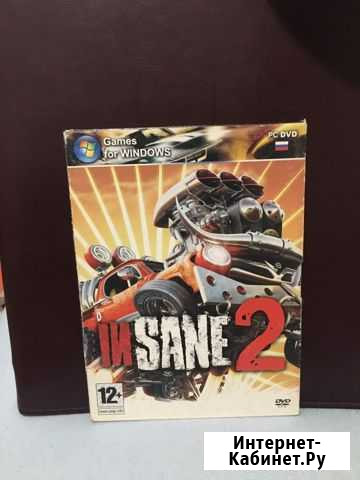 Games
for WINDOWS
PC DVD
INSANE 2
12+
DVD
Интернет-
Кабинет.Ру